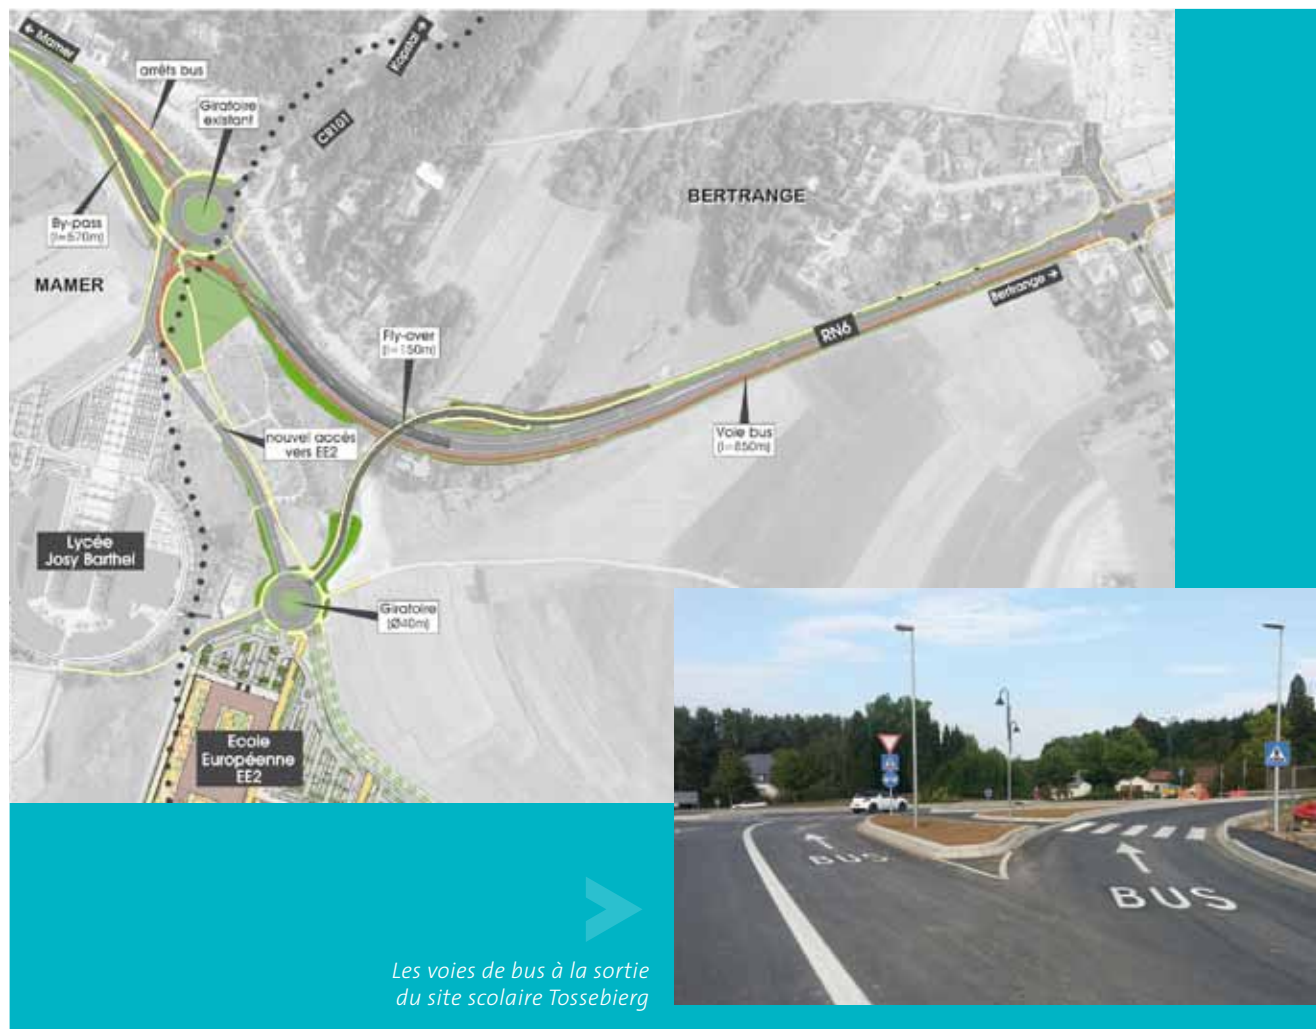 ← Mamer
arrêts bus
Giratoire
existant
Kopstal →
CR101
BERTRANGE
By-pass
(l=670m)
MAMER
Fly-over
(l=150m)
RN6
Bertrange →
nouvel accès
vers EE2
Voie bus
(l=850m)
Lycée
Josy Barthel
Giratoire
(Ø40m)
Ecole
Européenne
EE2
BUS
BUS
Les voies de bus à la sortie
du site scolaire Tossebierg